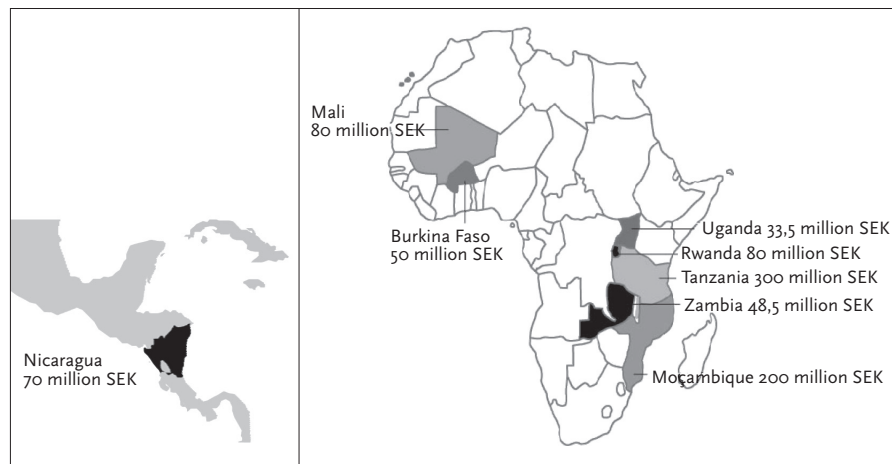 Mali
80 million SEK
Burkina Faso
50 million SEK
Uganda 33,5 million SEK
Rwanda 80 million SEK
Tanzania 300 million SEK
Zambia 48,5 million SEK
Moçambique 200 million SEK
Nicaragua
70 million SEK